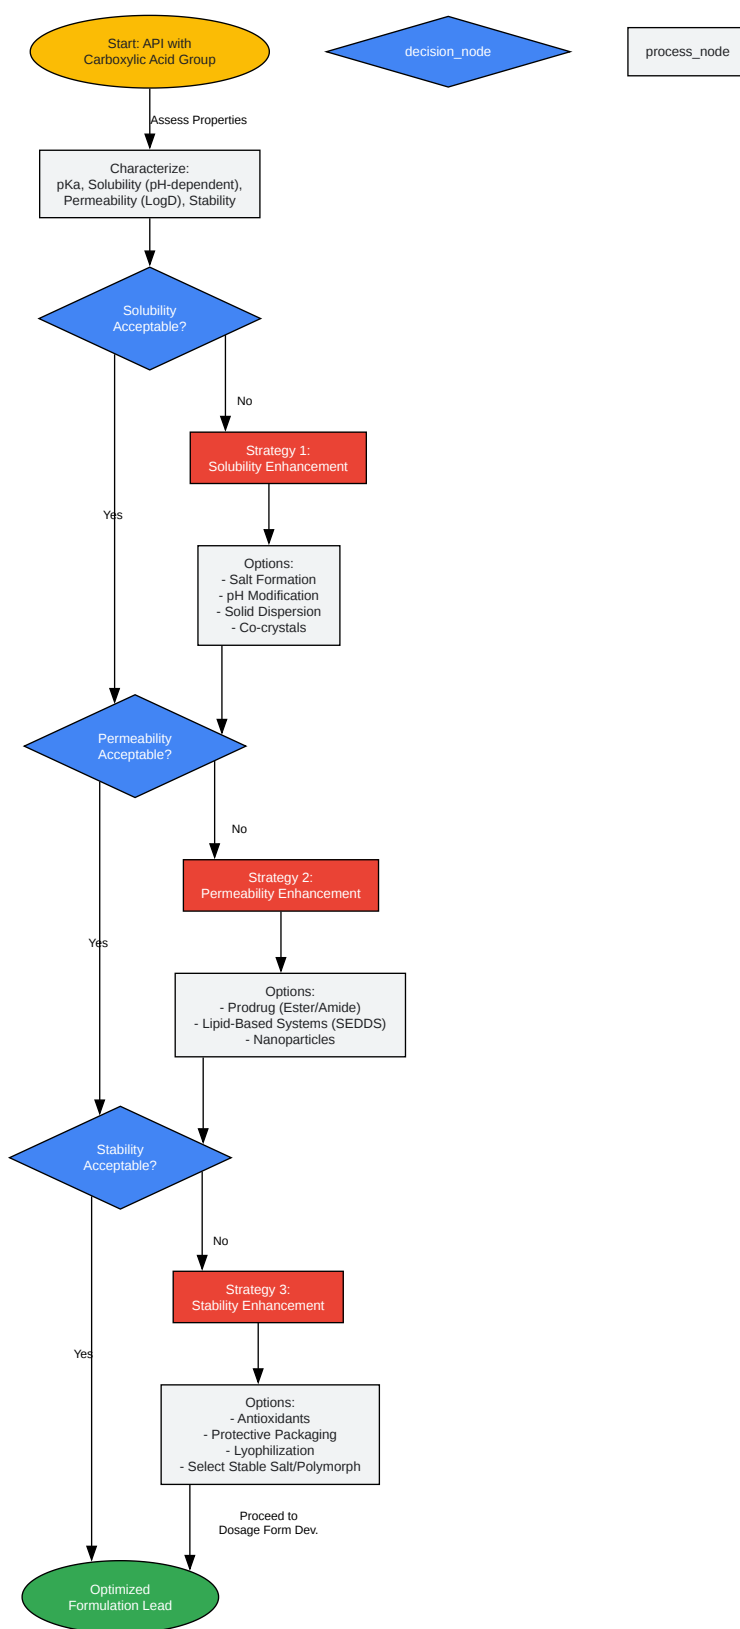 Start: API with
Carboxylic Acid Group
decision_node
process_node
Assess Properties
Characterize:
pKa, Solubility (pH-dependent),
Permeability (LogD), Stability
Solubility
Acceptable?
No
Strategy 1:
Solubility Enhancement
Yes
Options:
- Salt Formation
- pH Modification
- Solid Dispersion
- Co-crystals
Permeability
Acceptable?
No
Strategy 2:
Permeability Enhancement
Yes
Options:
- Prodrug (Ester/Amide)
- Lipid-Based Systems (SEDDS)
- Nanoparticles
Stability
Acceptable?
No
Strategy 3:
Stability Enhancement
Yes
Options:
- Antioxidants
- Protective Packaging
- Lyophilization
- Select Stable Salt/Polymorph
Proceed to
Dosage Form Dev.
Optimized
Formulation Lead